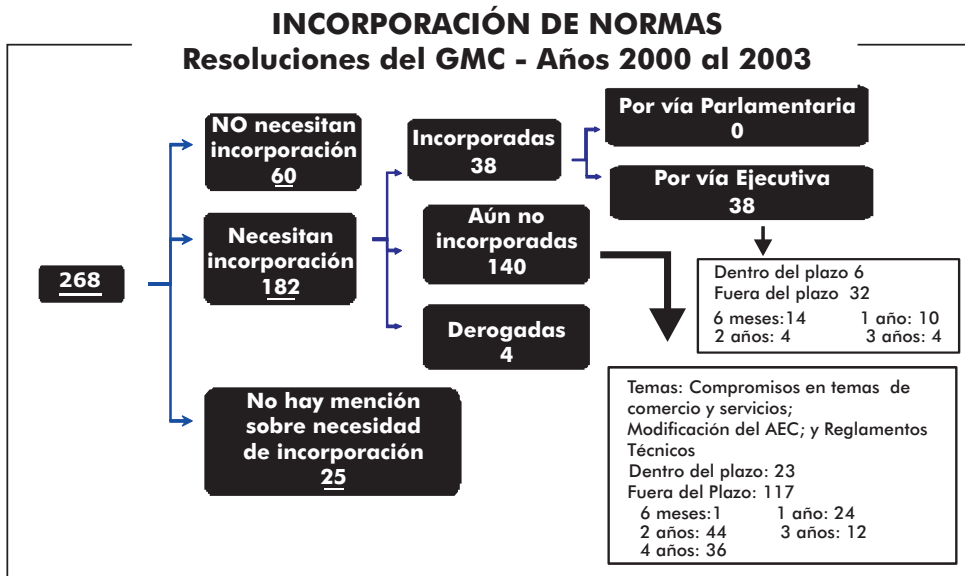 INCORPORACIÓN DE NORMAS
Resoluciones del GMC - Años 2000 al 2003
268
NO necesitan
incorporación
60
Necesitan
incorporación
182
No hay mención
sobre necesidad
de incorporación
25
Incorporadas
38
Aún no
incorporadas
140
Derogadas
4
Por vía Parlamentaria
0
Por vía Ejecutiva
38
Dentro del plazo 6
Fuera del plazo 32
6 meses:14 1 año: 10
2 años: 4 3 años: 4
Temas: Compromisos en temas de
comercio y servicios;
Modificación del AEC; y Reglamentos
Técnicos
Dentro del plazo: 23
Fuera del Plazo: 117
6 meses:1 1 año: 24
2 años: 44 3 años: 12
4 años: 36